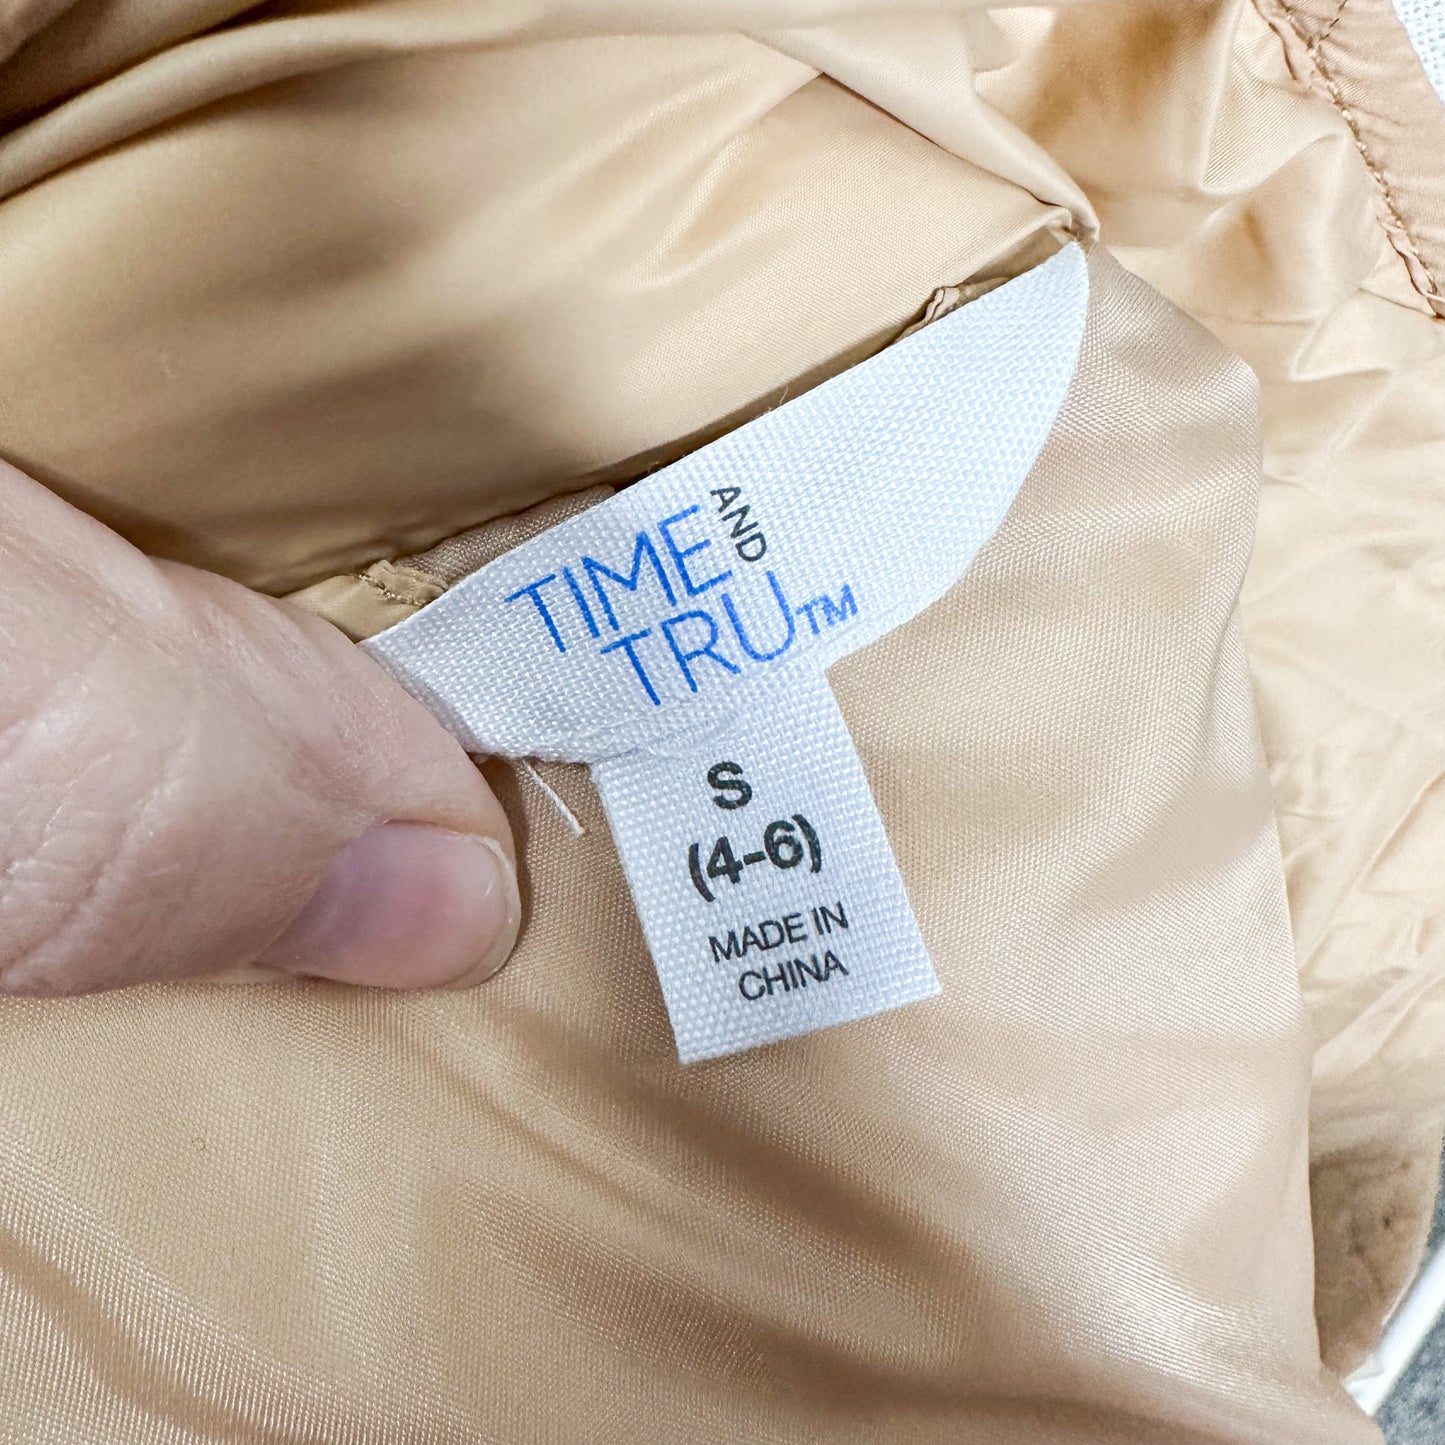 TIME AND
TRU™
S
(4-6)
MADE IN
CHINA